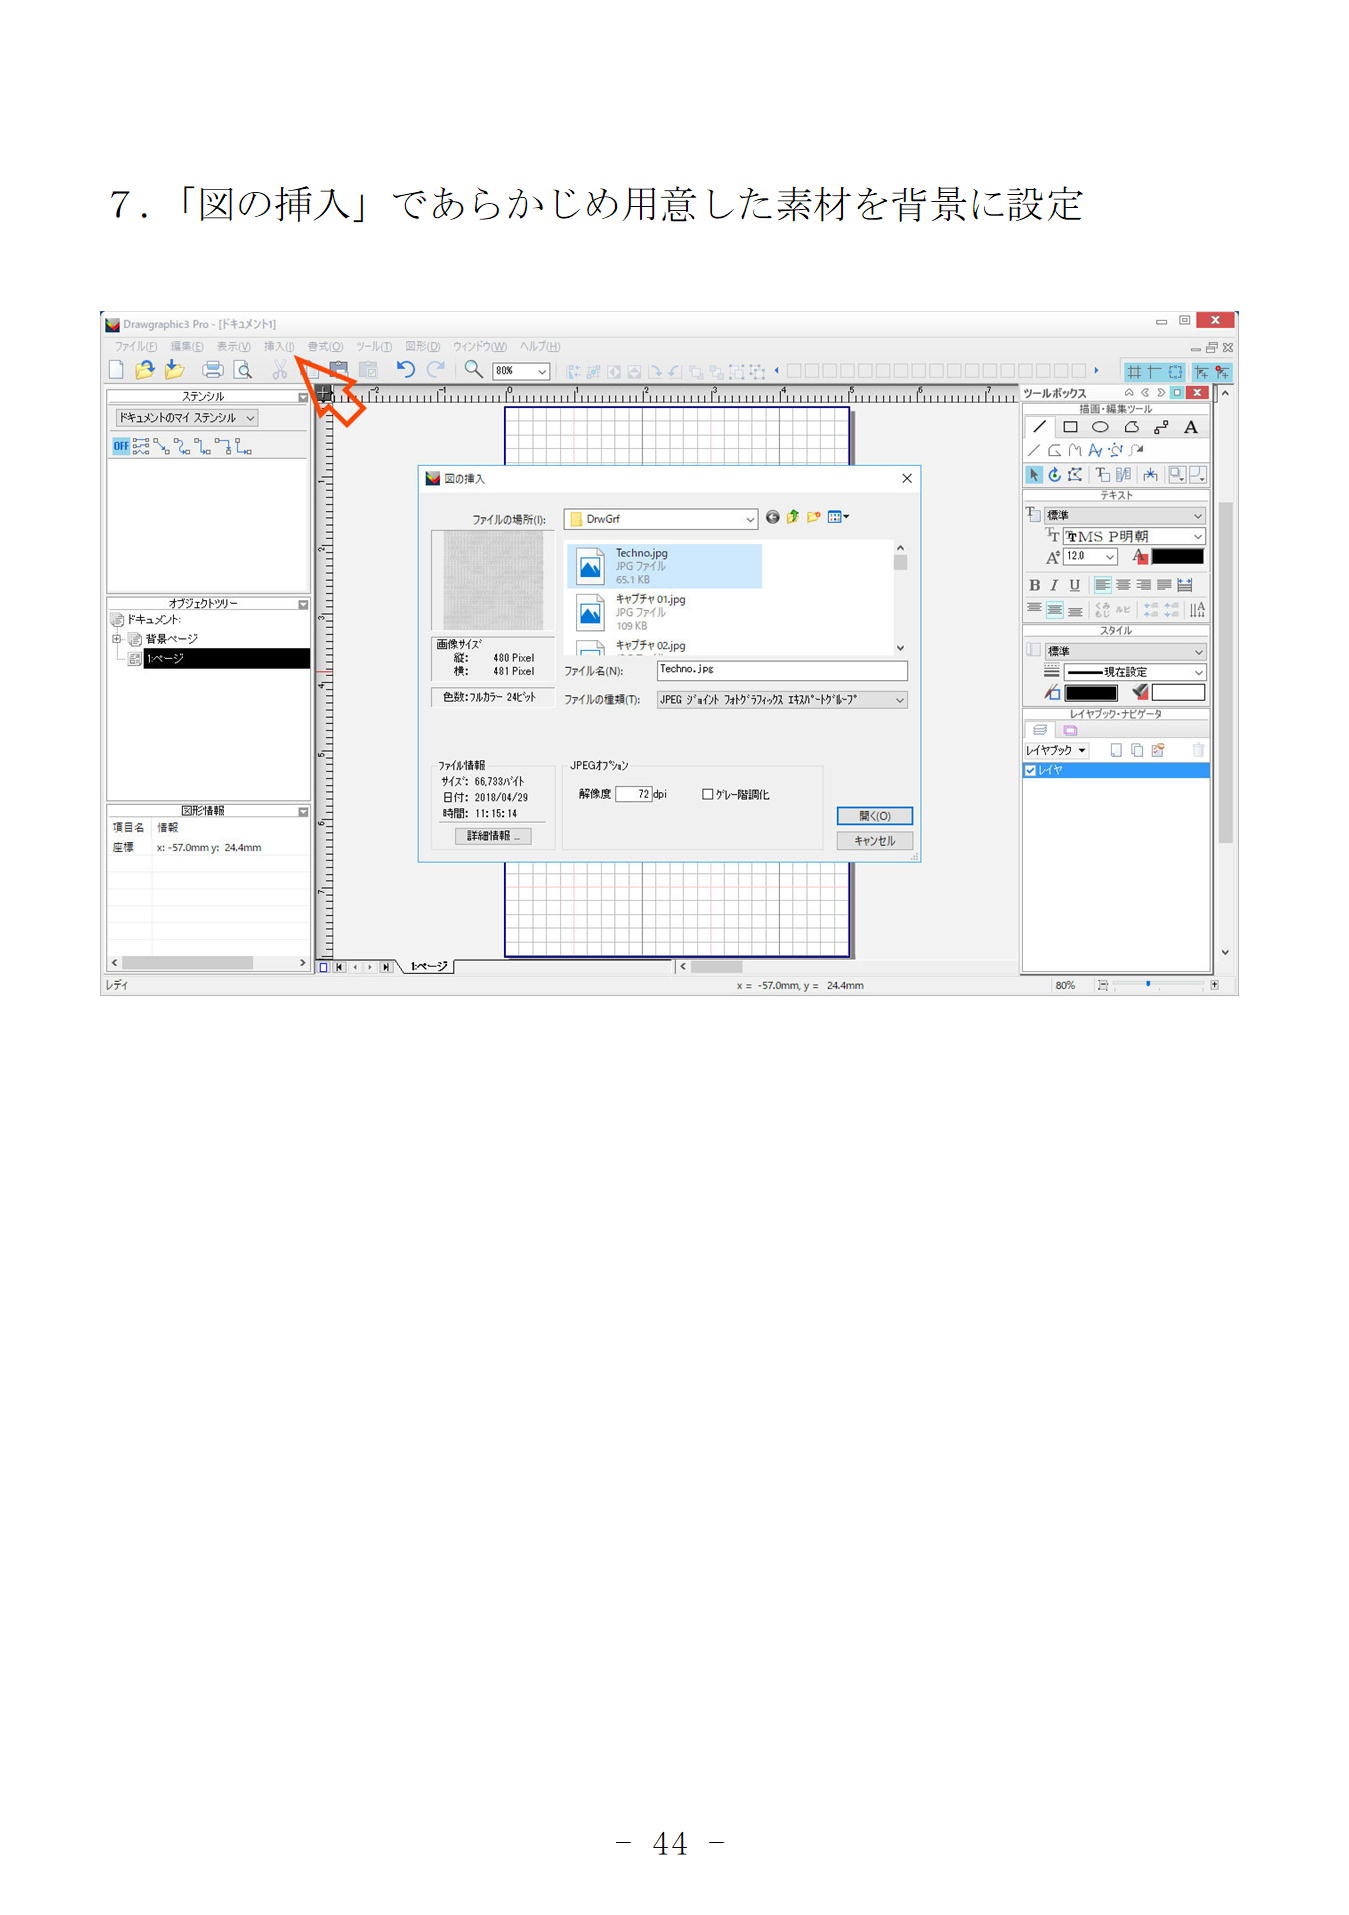 ７．「図の挿入」であらかじめ用意した素材を背景に設定
Drawgraphic3 Pro - [ドキュメント1]
ファイル(F) 編集(E) 表示(V) 挿入(I) 書式(O) ツール(T) 図形(D) ウィンドウ(W) ヘルプ(H)
80%
ステンシル
ドキュメントのマイ ステンシル
OFF
オブジェクトツリー
ドキュメント:
背景ページ
1:ページ
図形情報
項目名 情報
座標 x: -57.0mm y: 24.4mm
-2 -1 0 1 2 3 4 5 6 7
1
2
3
4
5
6
7
図の挿入
ファイルの場所(I): DrwGrf
Techno.jpg
JPG ファイル
65.1 KB
キャプチャ 01.jpg
JPG ファイル
109 KB
キャプチャ 02.jpg
画像サイズ
縦: 480 Pixel
横: 481 Pixel
色数:フルカラー 24ビット
ファイル名(N): Techno.jpg
ファイルの種類(T): JPEG ジョイント フォトグラフィックス エキスパートグループ
ファイル情報
サイズ: 66,733バイト
日付: 2018/04/29
時間: 11:15:14
詳細情報 ...
JPEGオプション
解像度 72 dpi グレー階調化
開く(O)
キャンセル
ツールボックス
描画・編集ツール
A
テキスト
標準
MS P明朝
12.0
B I U
スタイル
標準
現在設定
レイヤブック・ナビゲータ
レイヤブック
レイヤ
1:ページ
レディ
x = -57.0mm, y = 24.4mm
80%
- 44 -